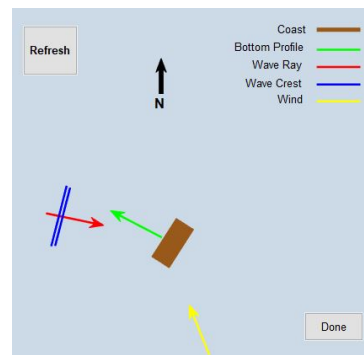 Refresh
N
Coast
Bottom Profile
Wave Ray
Wave Crest
Wind
Done